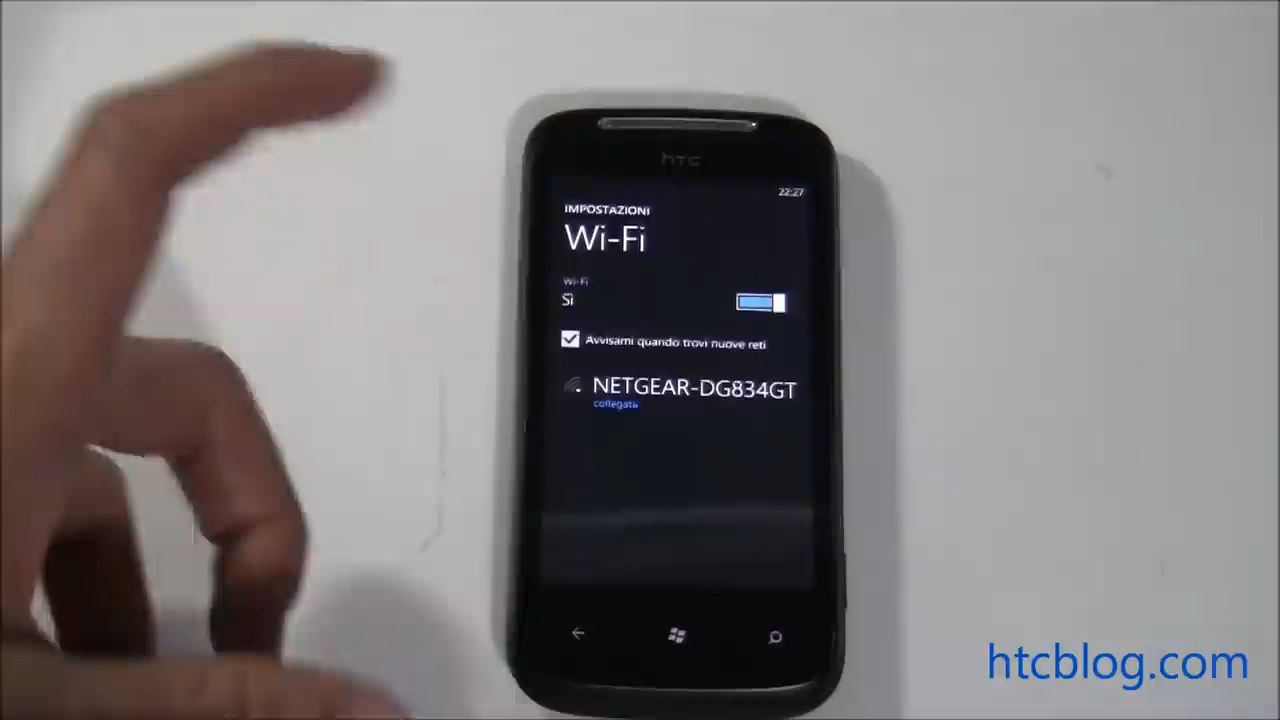 hTC
22:27
IMPOSTAZIONI
Wi-Fi
Wi-Fi
Sì
Avvisami quando trovi nuove reti
NETGEAR-DG834GT
collegata
htcblog.com